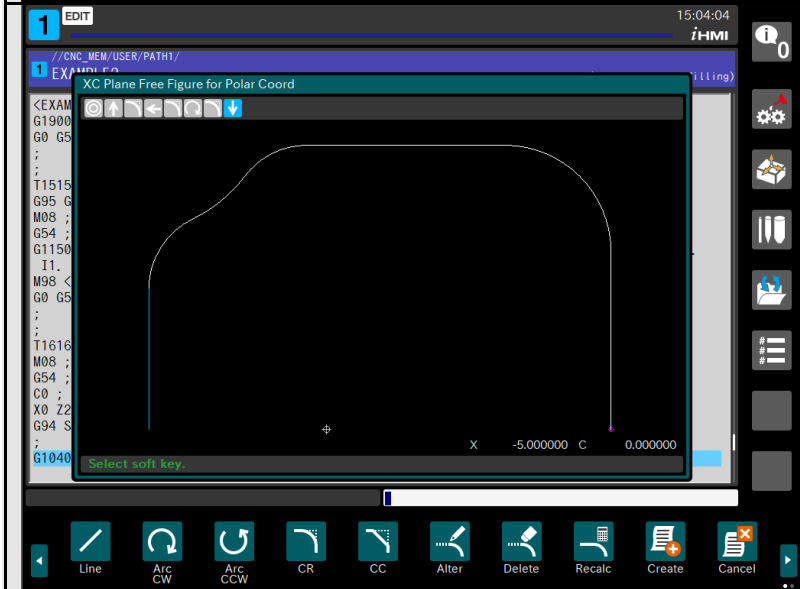 1 EDIT 15:04:04
iHMI
0
//CNC_MEM/USER/PATH1/
1
XC Plane Free Figure for Polar Coord
<EXAM
G1900
G0 G5
;
;
T1515
G95 G
M08 ;
G54 ;
G1150
I1.
M98 <
G0 G5
;
;
T1616
M08 ;
G54 ;
C0 ;
X0 Z2
G94 S
;
G1040
X -5.000000 C 0.000000
Select soft key.
Line
Arc
CW
Arc
CCW
CR
CC
Alter
Delete
Recalc
Create
Cancel